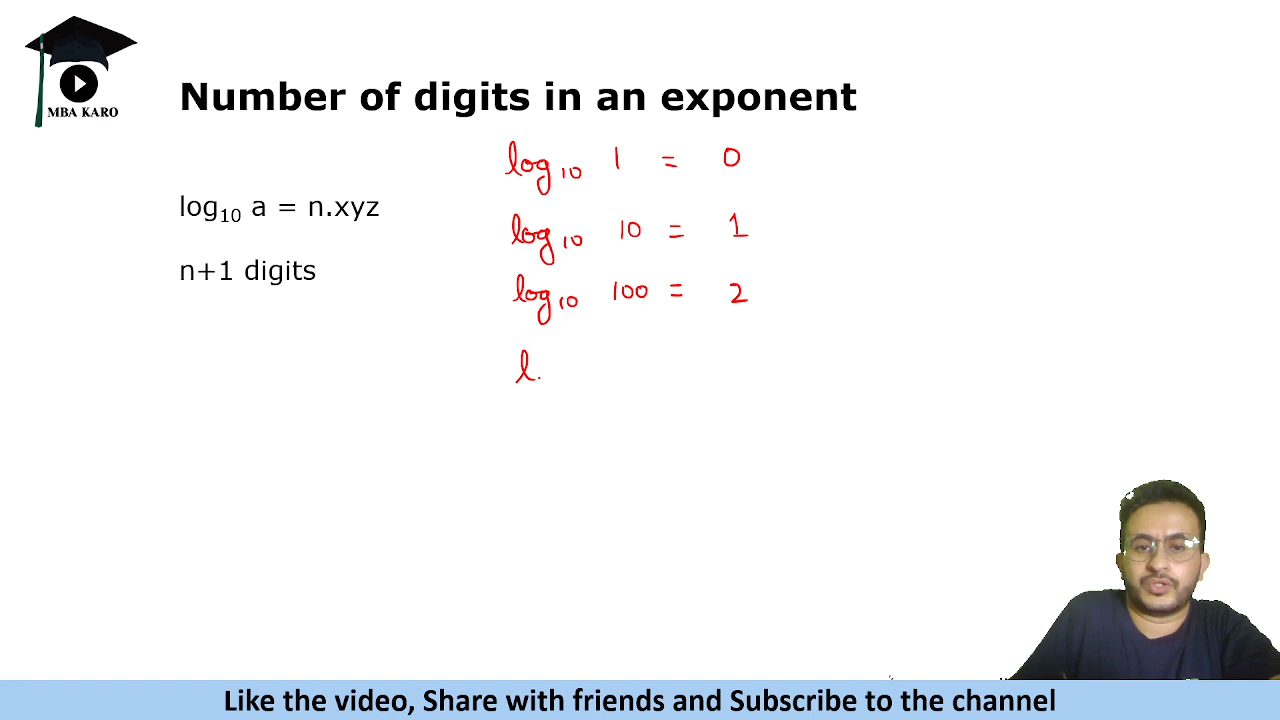 MBA KARO
Number of digits in an exponent
log₁₀ 1 = 0
log₁₀ a = n.xyz
log₁₀ 10 = 1
n+1 digits
log₁₀ 100 = 2
l.
Like the video, Share with friends and Subscribe to the channel